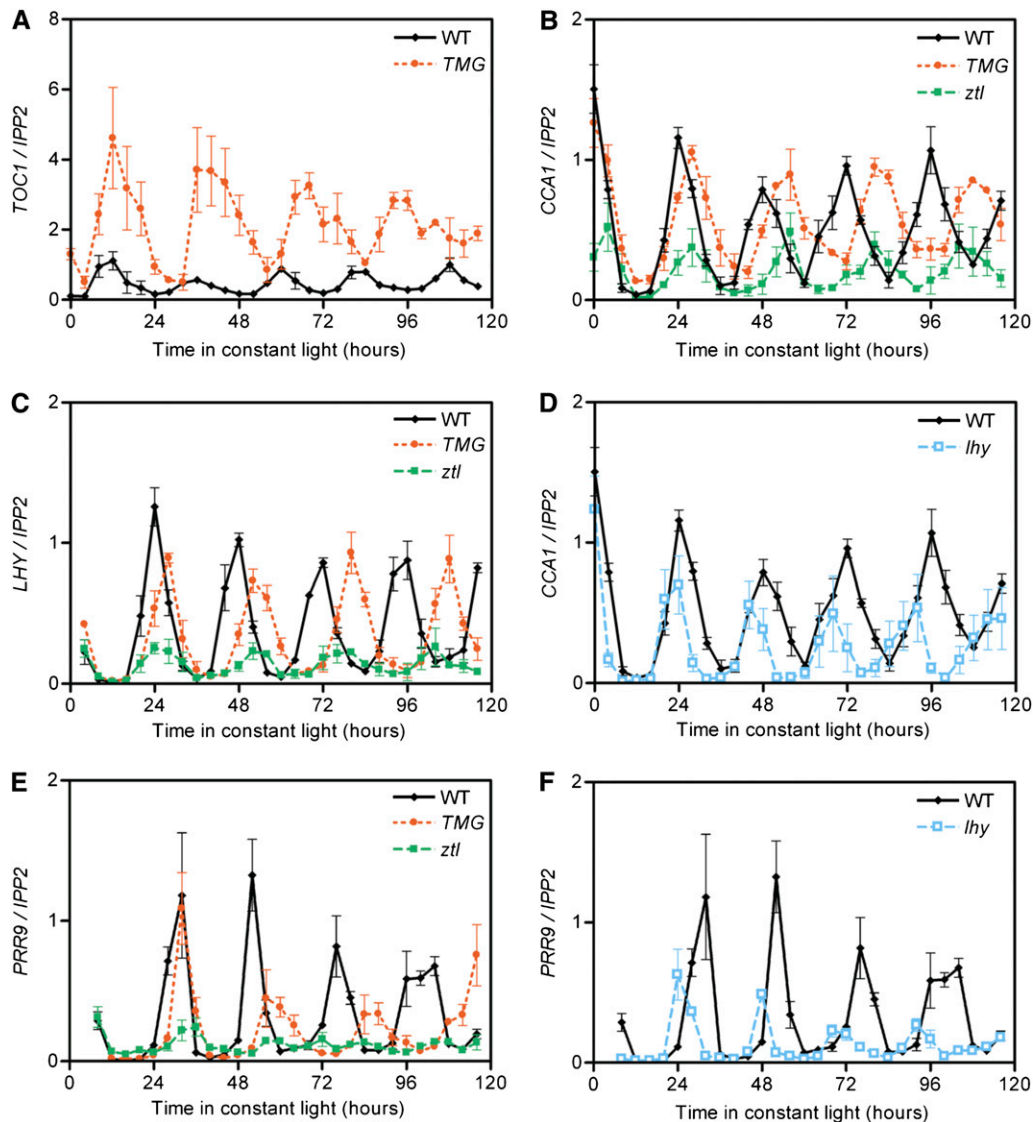 A
8
6
4
2
0
TOC1 / IPP2
WT
TMG
0 24 48 72 96 120
Time in constant light (hours)
B
2
1
0
CCA1 / IPP2
WT
TMG
ztl
0 24 48 72 96 120
Time in constant light (hours)
C
2
1
0
LHY / IPP2
WT
TMG
ztl
0 24 48 72 96 120
Time in constant light (hours)
D
2
1
0
CCA1 / IPP2
WT
lhy
0 24 48 72 96 120
Time in constant light (hours)
E
2
1
0
PRR9 / IPP2
WT
TMG
ztl
0 24 48 72 96 120
Time in constant light (hours)
F
2
1
0
PRR9 / IPP2
WT
lhy
0 24 48 72 96 120
Time in constant light (hours)